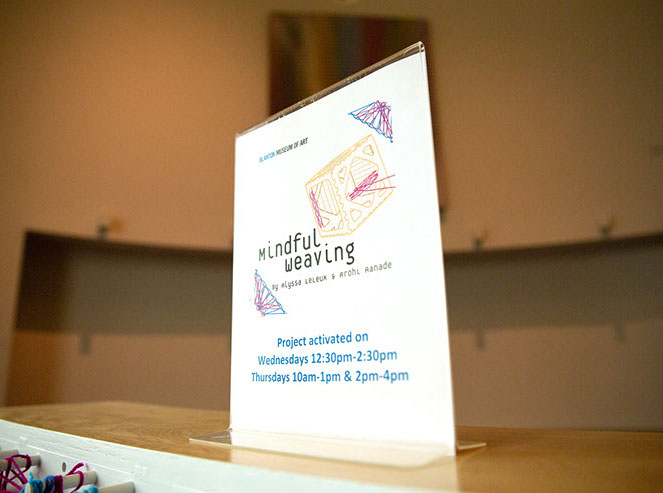 BLANTON MUSEUM OF ART
Mindful
Weaving
by Alyssa Leleux & Arohi Ranade
Project activated on
Wednesdays 12:30pm-2:30pm
Thursdays 10am-1pm & 2pm-4pm